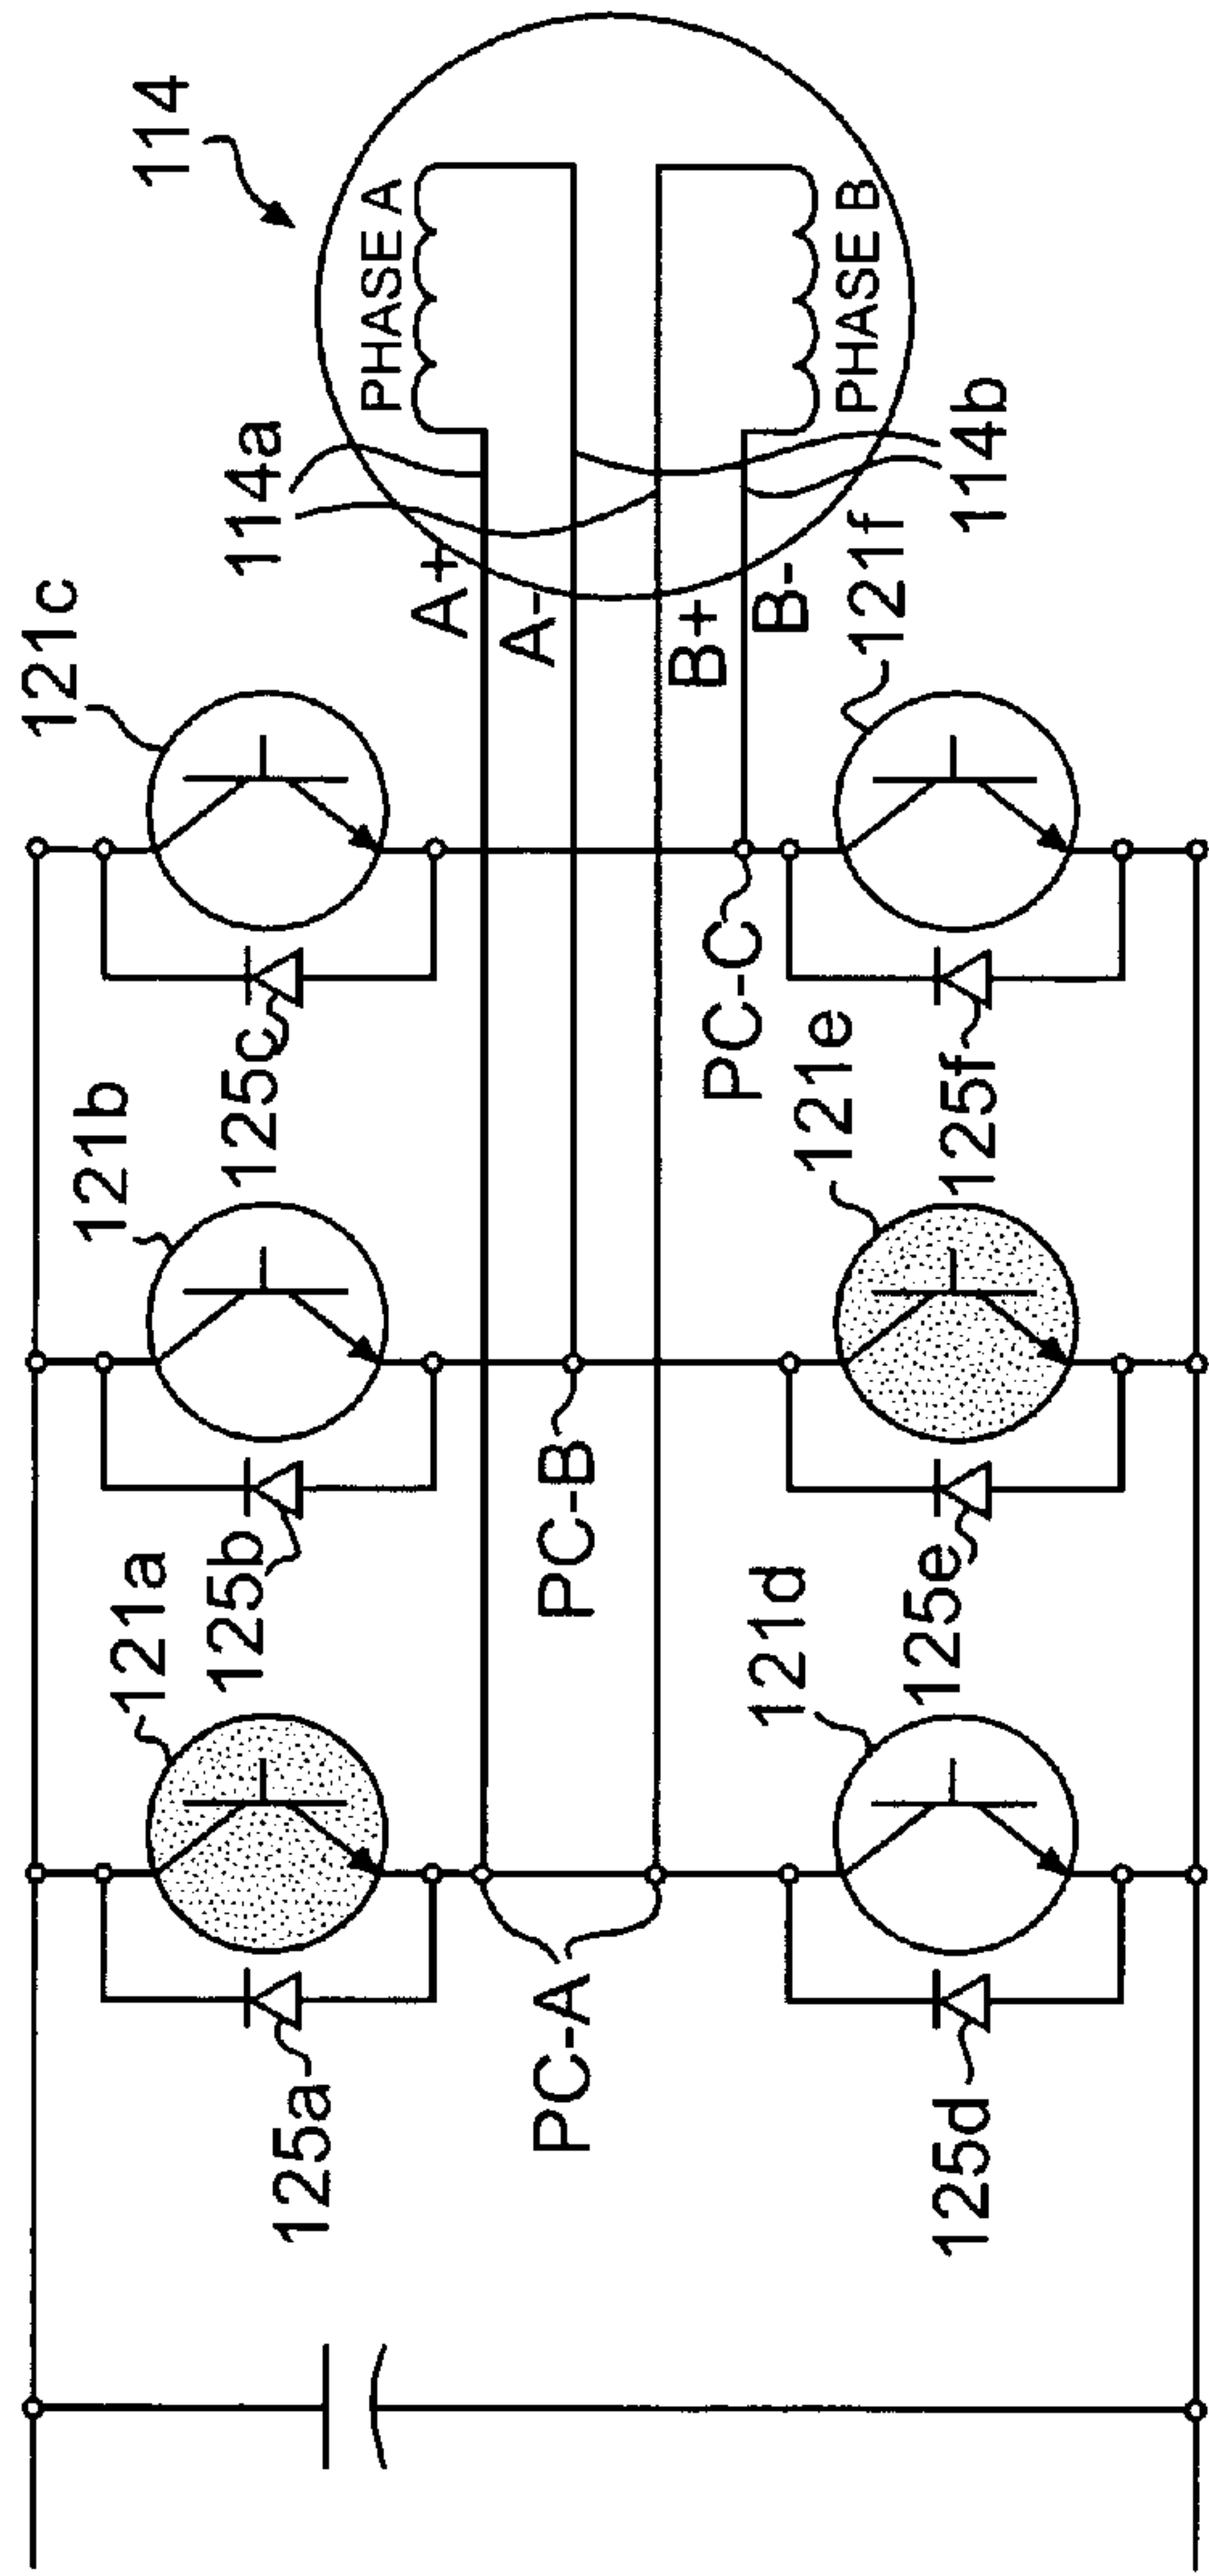 114
PHASE A
PHASE B
114a
114b
A+
A-
B+
B-
121c
121f
125c
PC-C
125f
121b
121e
125b
PC-B
125e
121a
121d
125a
PC-A
125d